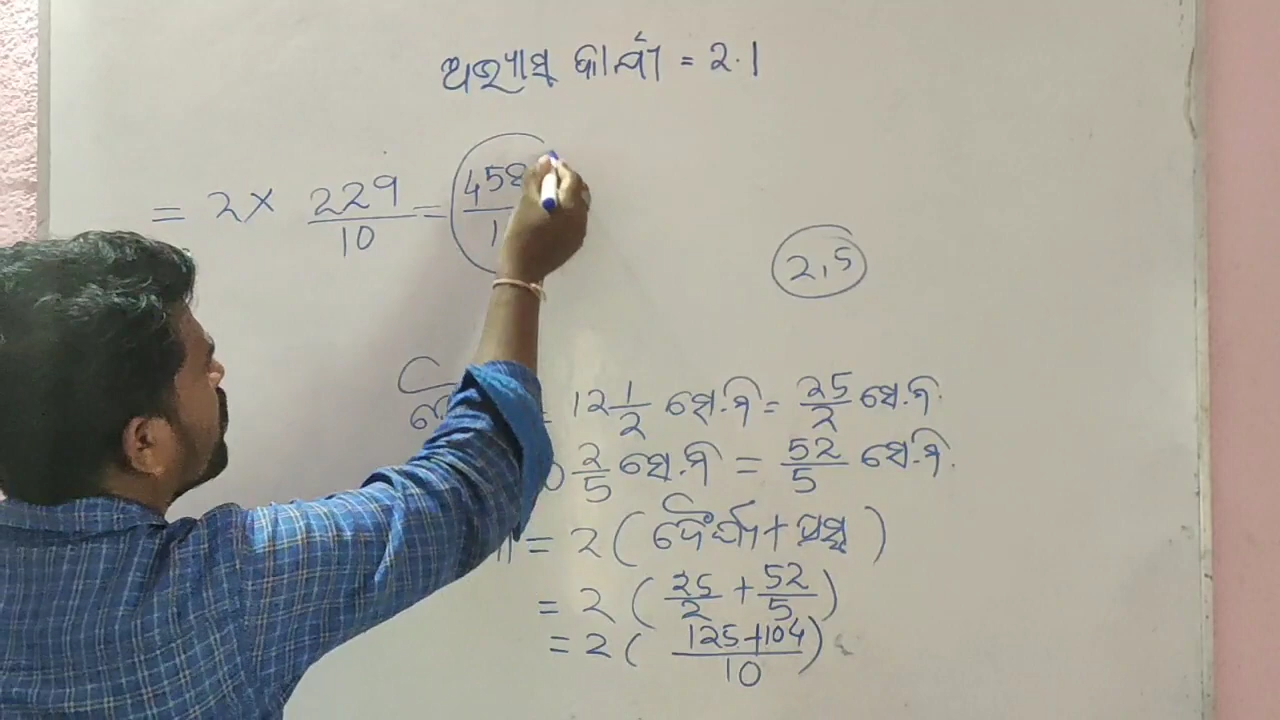 ଅଭ୍ୟାସ କାର୍ଯ୍ୟ = 2.1
= 2 × 229/10 = 458/1
2,5
= 12 1/2 ସେ.ମି = 25/2 ସେ.ମି.
2/5 ସେ.ମି = 52/5 ସେ.ମି.
= 2 ( ଦୈର୍ଘ୍ୟ + ପ୍ରସ୍ଥ )
= 2 ( 25/2 + 52/5 )
= 2 ( 125+104/10 )